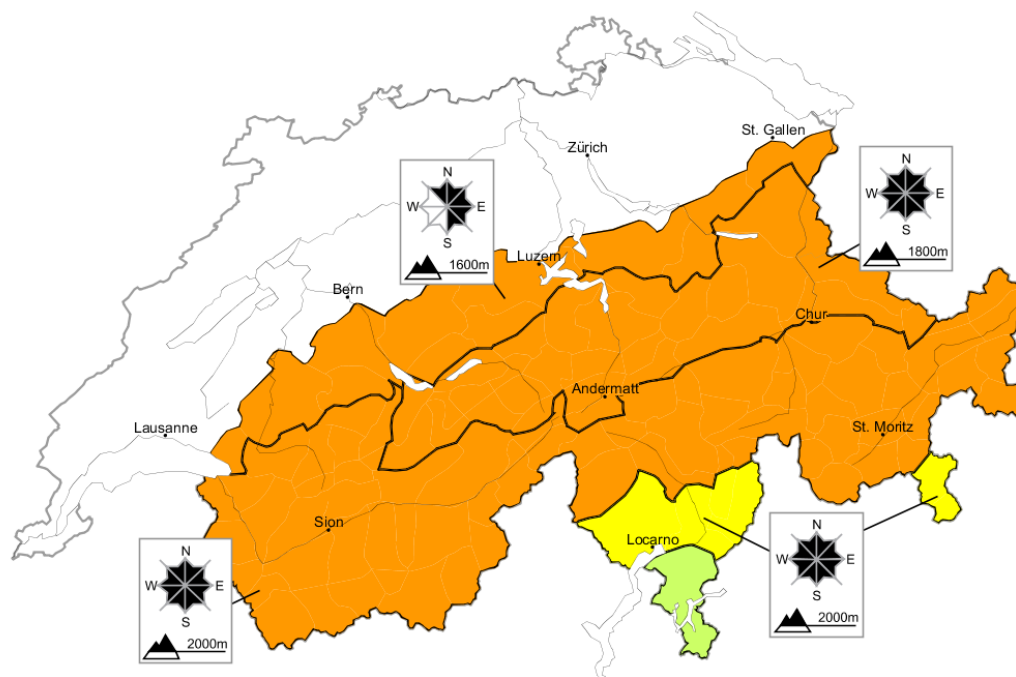 St. Gallen
Zürich
N
W
E
S
1600m
N
W
E
S
1800m
Luzern
Bern
Chur
Andermatt
Lausanne
St. Moritz
Sion
Locarno
N
W
E
S
2000m
N
W
E
S
2000m